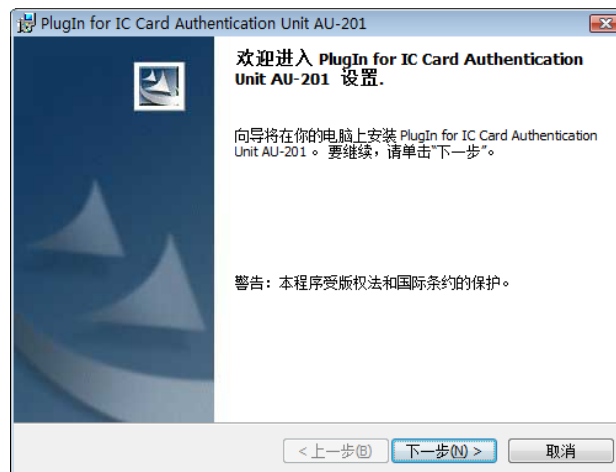 PlugIn for IC Card Authentication Unit AU-201
欢迎进入 PlugIn for IC Card Authentication
Unit AU-201 设置.
向导将在你的电脑上安装 PlugIn for IC Card Authentication
Unit AU-201 。 要继续，请单击“下一步”。
警告：本程序受版权法和国际条约的保护。
<上一步(B)
下一步(N) >
取消